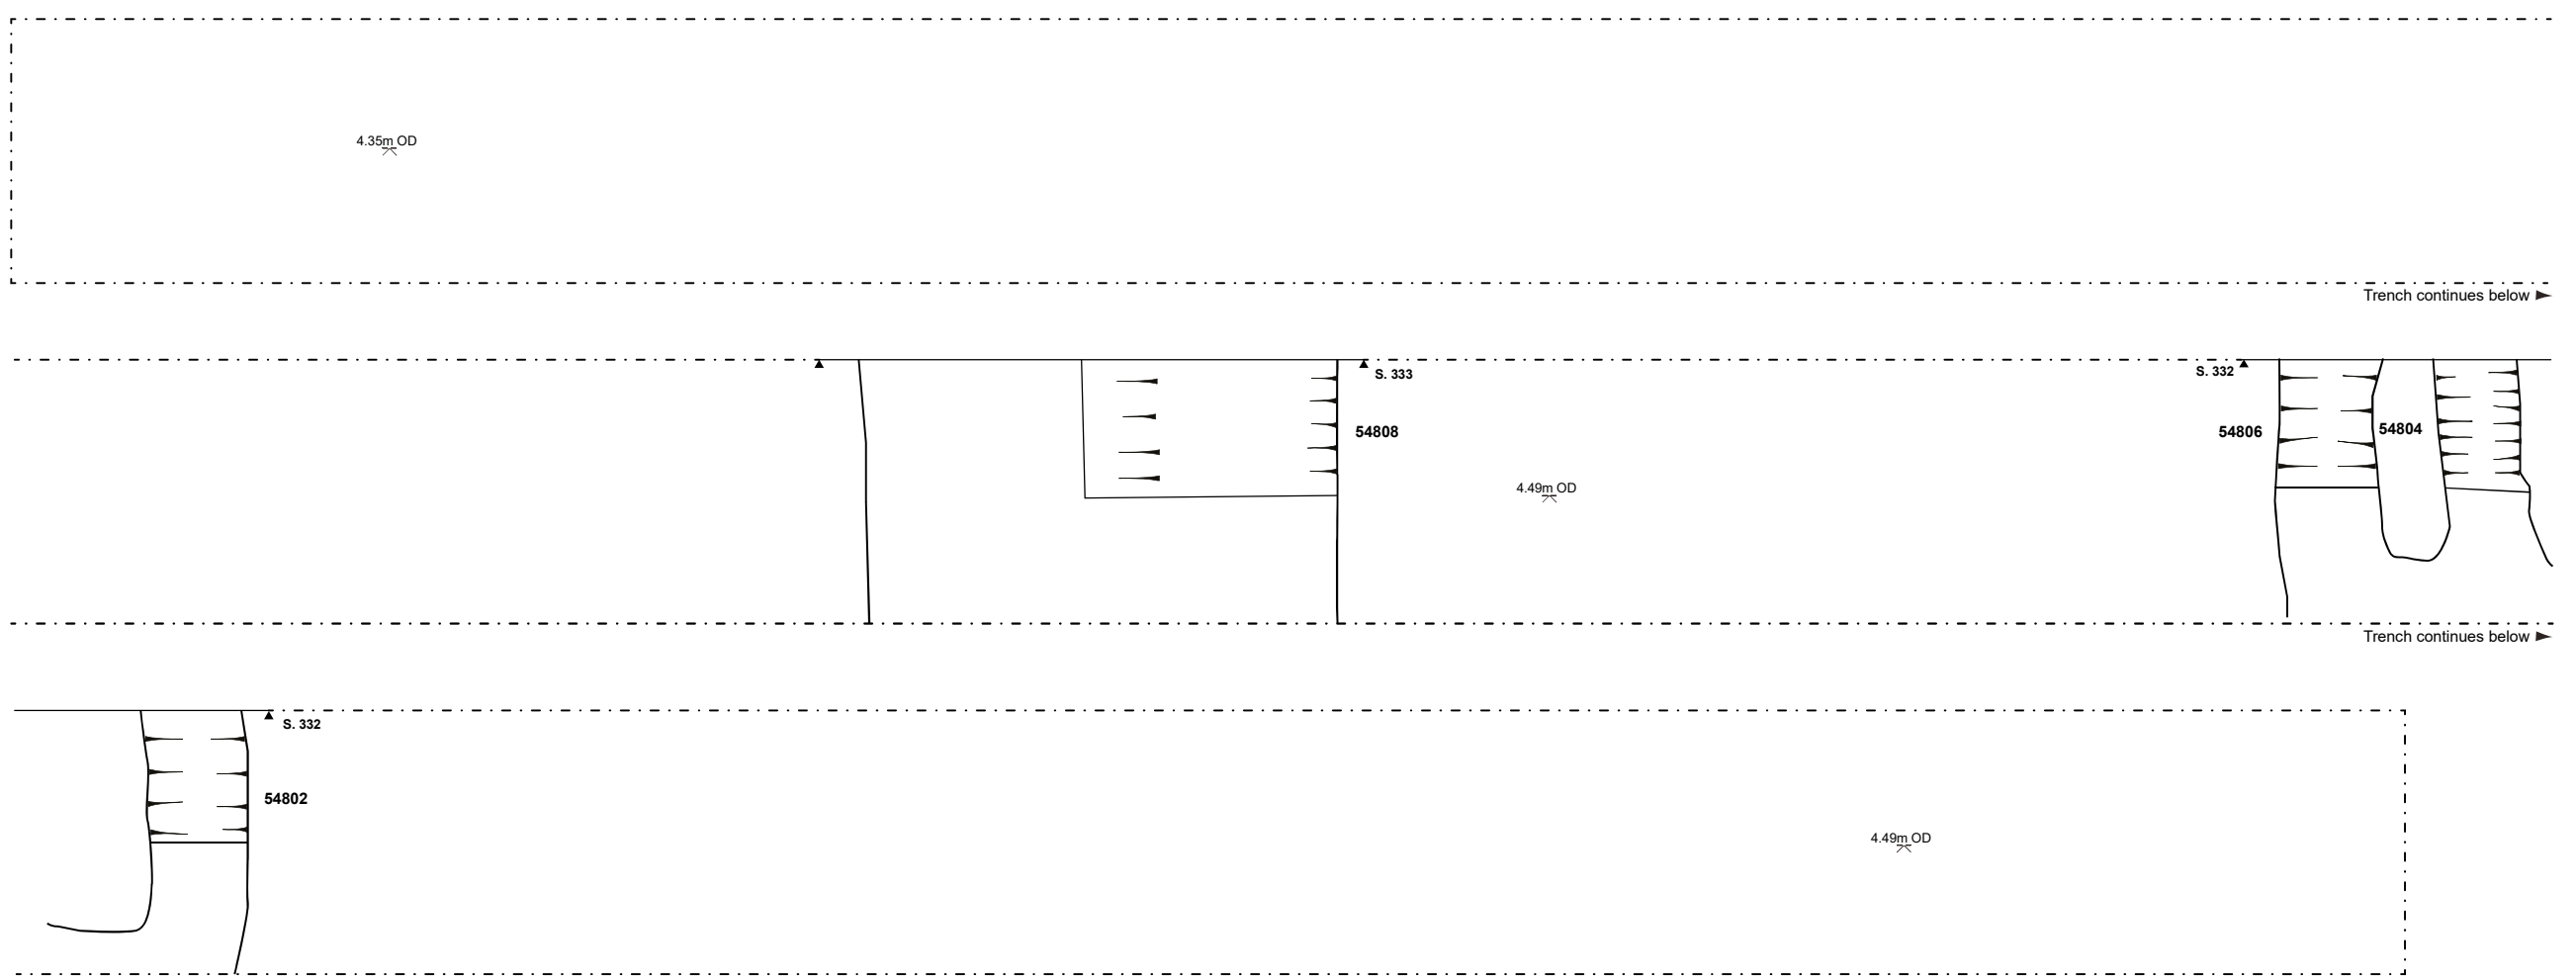 4.35m OD
Trench continues below
S. 333
S. 332
54808
54806
54804
4.49m OD
Trench continues below
S. 332
54802
4.49m OD